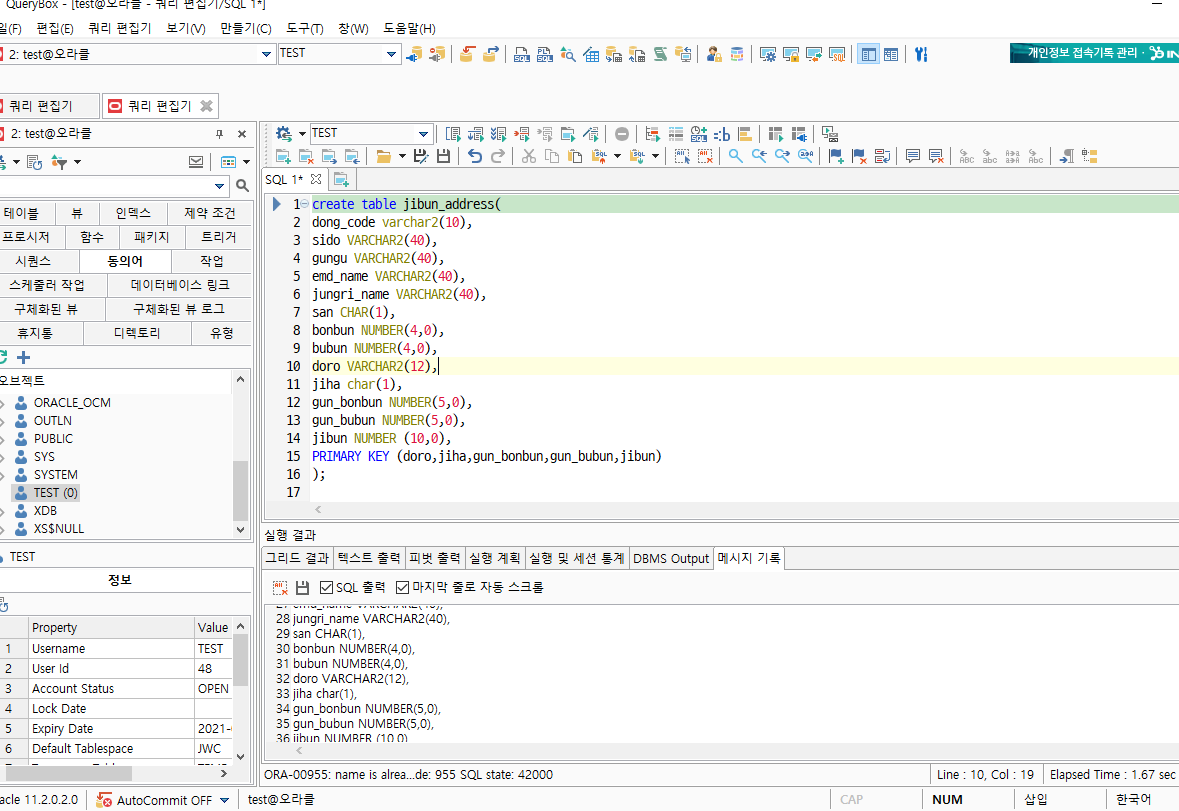 QueryBox - [test@오라클 - 쿼리 편집기/SQL 1*]
일(F) 편집(E) 쿼리 편집기 보기(V) 만들기(C) 도구(T) 창(W) 도움말(H)
2: test@오라클 TEST
개인정보 접속기록 관리 ·
쿼리 편집기 쿼리 편집기
2: test@오라클
TEST
SQL 1*
테이블 뷰 인덱스 제약 조건
프로시저 함수 패키지 트리거
시퀀스 동의어 작업
스케줄러 작업 데이터베이스 링크
구체화된 뷰 구체화된 뷰 로그
휴지통 디렉토리 유형
오브젝트
ORACLE_OCM
OUTLN
PUBLIC
SYS
SYSTEM
TEST (0)
XDB
XS$NULL
TEST
정보
Property Value
1 Username TEST
2 User Id 48
3 Account Status OPEN
4 Lock Date
5 Expiry Date 2021-
6 Default Tablespace JWC
1 create table jibun_address(
2 dong_code varchar2(10),
3 sido VARCHAR2(40),
4 gungu VARCHAR2(40),
5 emd_name VARCHAR2(40),
6 jungri_name VARCHAR2(40),
7 san CHAR(1),
8 bonbun NUMBER(4,0),
9 bubun NUMBER(4,0),
10 doro VARCHAR2(12),
11 jiha char(1),
12 gun_bonbun NUMBER(5,0),
13 gun_bubun NUMBER(5,0),
14 jibun NUMBER (10,0),
15 PRIMARY KEY (doro,jiha,gun_bonbun,gun_bubun,jibun)
16 );
17
실행 결과
그리드 결과 텍스트 출력 피벗 출력 실행 계획 실행 및 세션 통계 DBMS Output 메시지 기록
SQL 출력 마지막 줄로 자동 스크롤
27 emd_name VARCHAR2(40),
28 jungri_name VARCHAR2(40),
29 san CHAR(1),
30 bonbun NUMBER(4,0),
31 bubun NUMBER(4,0),
32 doro VARCHAR2(12),
33 jiha char(1),
34 gun_bonbun NUMBER(5,0),
35 gun_bubun NUMBER(5,0),
36 jibun NUMBER (10,0)
ORA-00955: name is alrea...de: 955 SQL state: 42000 Line : 10, Col : 19 Elapsed Time : 1.67 sec
acle 11.2.0.2.0 AutoCommit OFF test@오라클 CAP NUM 삽입 한국어